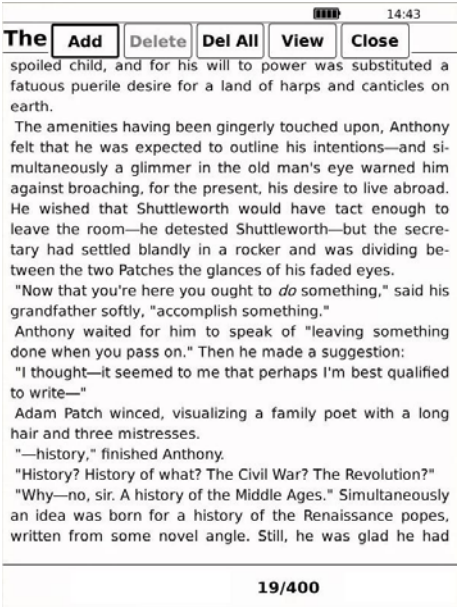 14:43
The Add Delete Del All View Close
spoiled child, and for his will to power was substituted a
fatuous puerile desire for a land of harps and canticles on
earth.
The amenities having been gingerly touched upon, Anthony
felt that he was expected to outline his intentions—and si-
multaneously a glimmer in the old man's eye warned him
against broaching, for the present, his desire to live abroad.
He wished that Shuttleworth would have tact enough to
leave the room—he detested Shuttleworth—but the secre-
tary had settled blandly in a rocker and was dividing be-
tween the two Patches the glances of his faded eyes.
"Now that you're here you ought to do something," said his
grandfather softly, "accomplish something."
Anthony waited for him to speak of "leaving something
done when you pass on." Then he made a suggestion:
"I thought—it seemed to me that perhaps I'm best qualified
to write—"
Adam Patch winced, visualizing a family poet with a long
hair and three mistresses.
"—history," finished Anthony.
"History? History of what? The Civil War? The Revolution?"
"Why—no, sir. A history of the Middle Ages." Simultaneously
an idea was born for a history of the Renaissance popes,
written from some novel angle. Still, he was glad he had
19/400